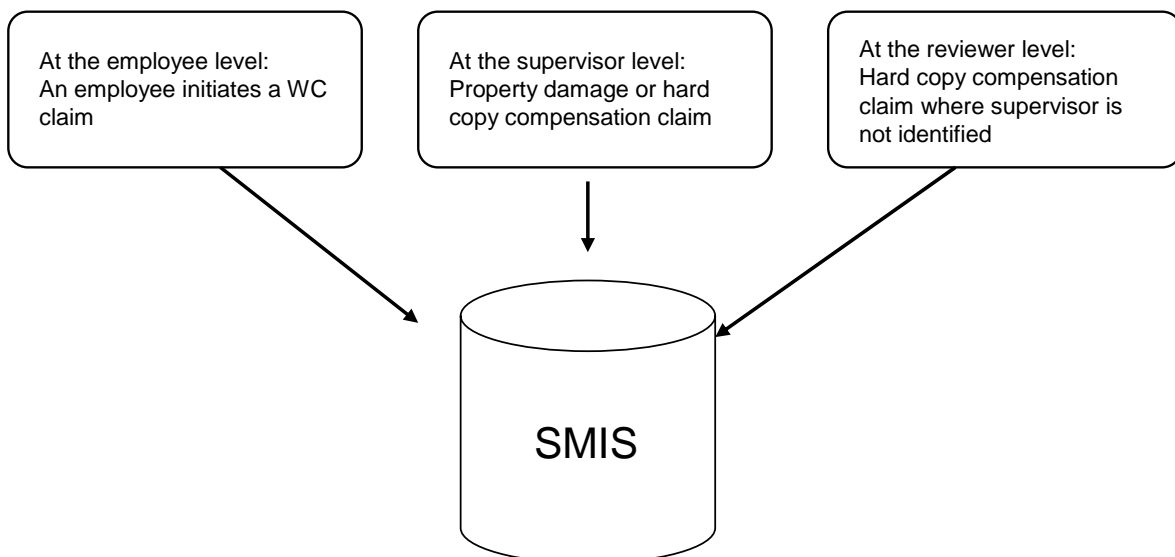 At the employee level:
An employee initiates a WC
claim
At the supervisor level:
Property damage or hard
copy compensation claim
At the reviewer level:
Hard copy compensation
claim where supervisor is
not identified
SMIS